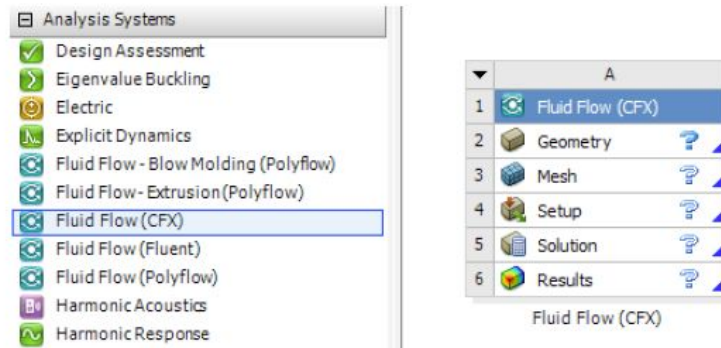 Analysis Systems
Design Assessment
Eigenvalue Buckling
Electric
Explicit Dynamics
Fluid Flow - Blow Molding (Polyflow)
Fluid Flow- Extrusion (Polyflow)
Fluid Flow (CFX)
Fluid Flow (Fluent)
Fluid Flow (Polyflow)
Harmonic Acoustics
Harmonic Response
A
1 Fluid Flow (CFX)
2 Geometry ?
3 Mesh ?
4 Setup ?
5 Solution ?
6 Results ?
Fluid Flow (CFX)